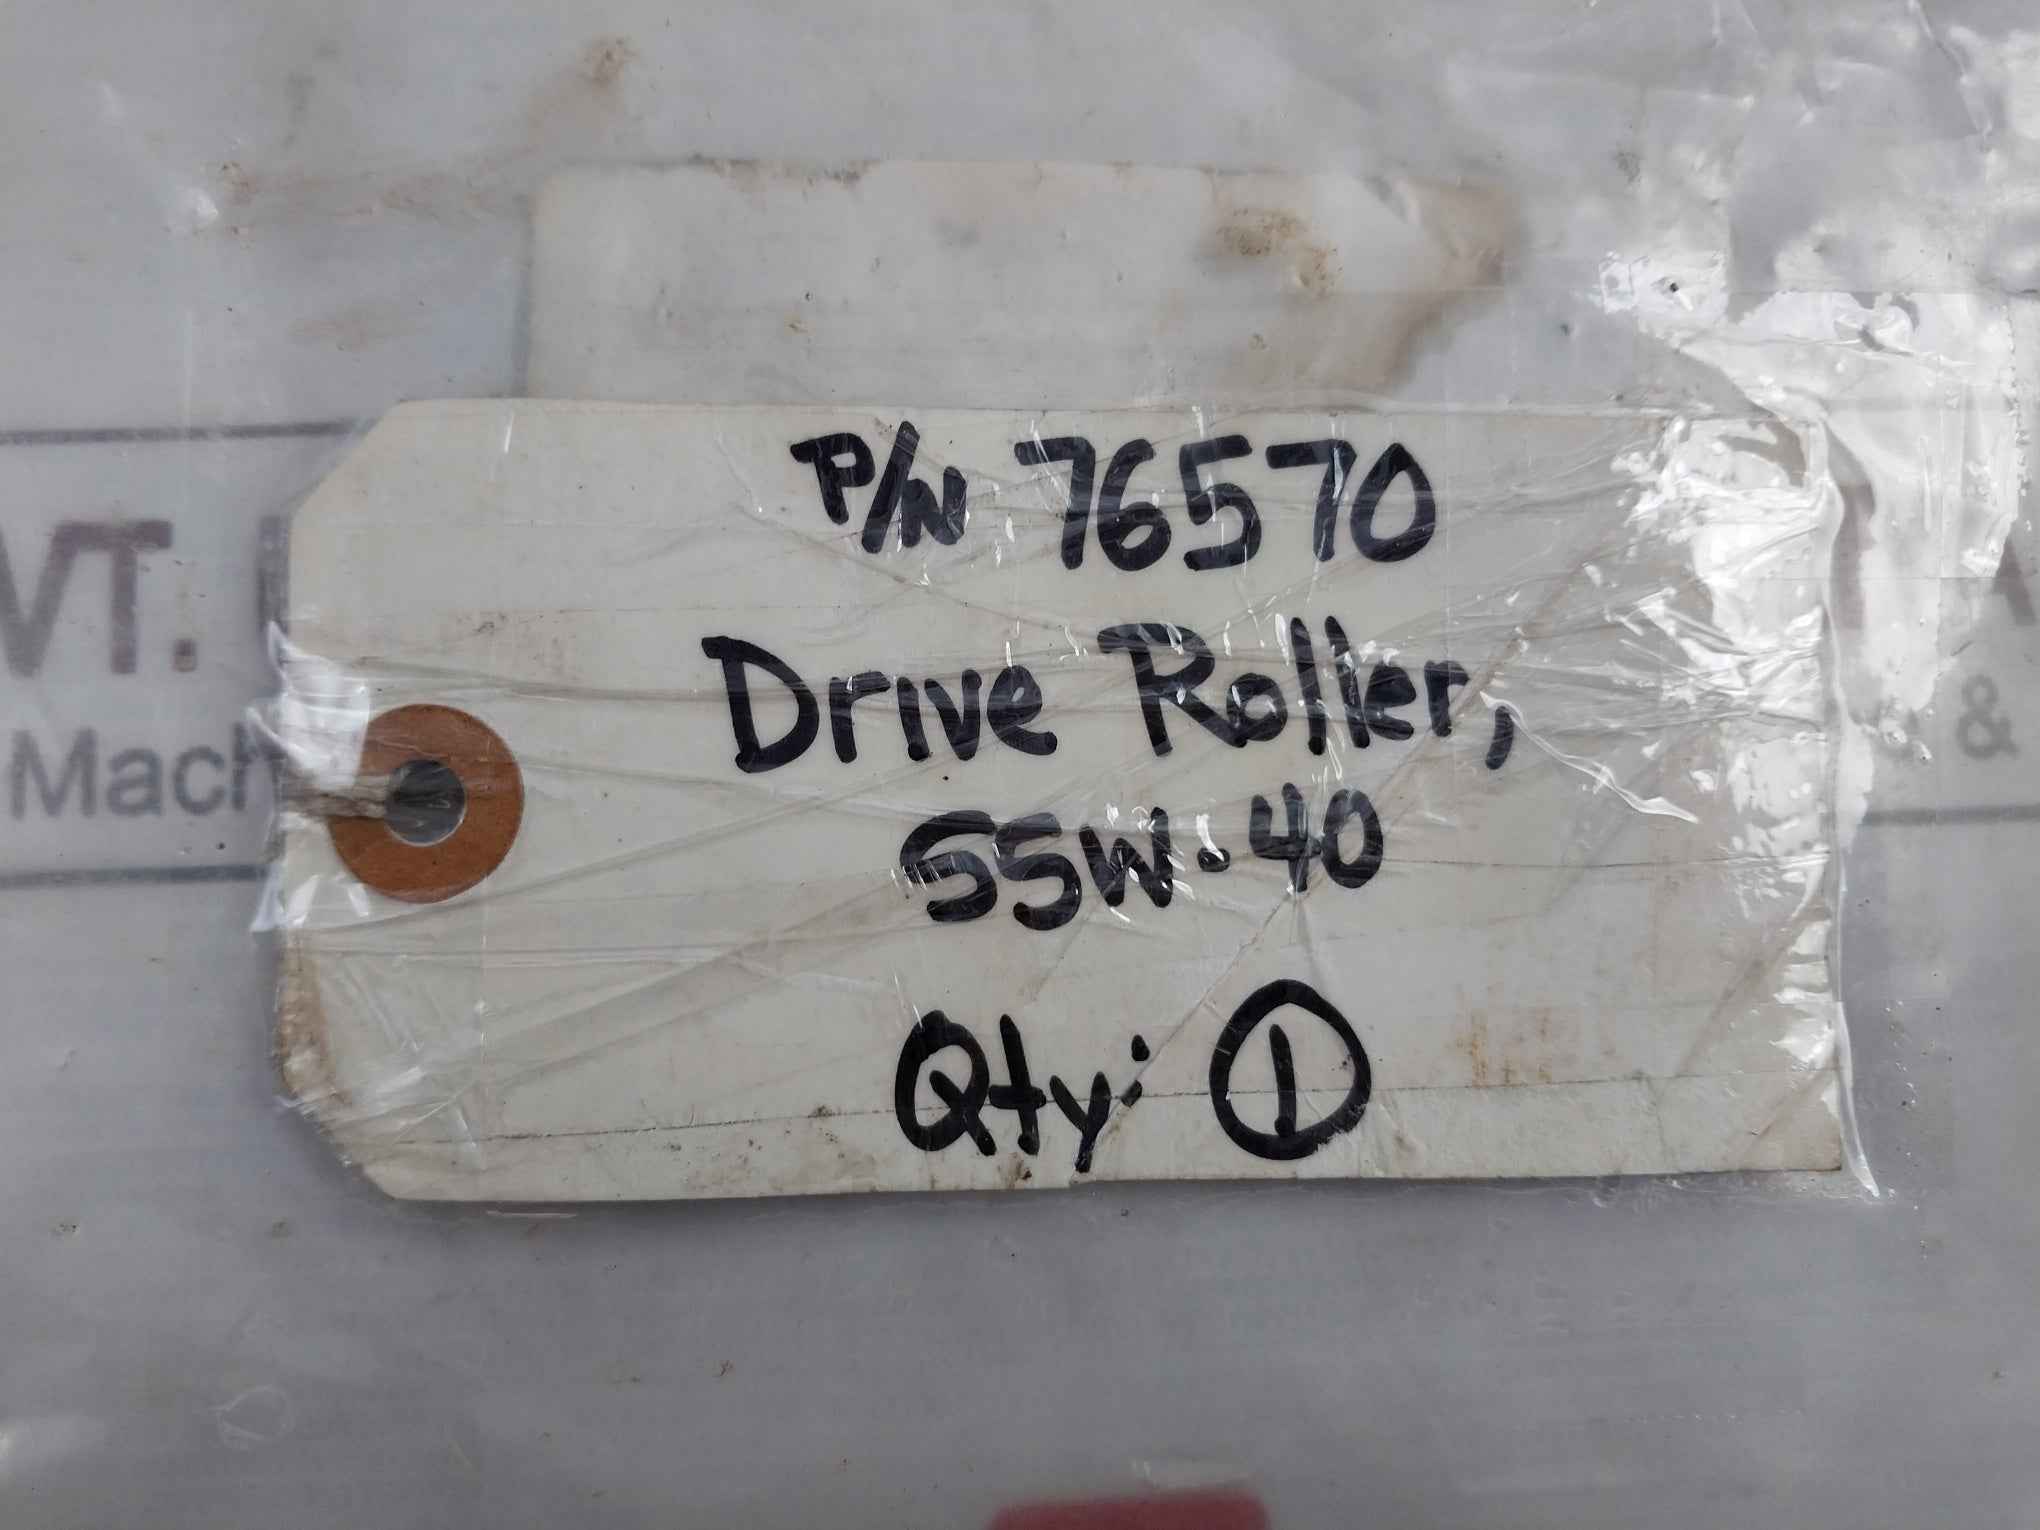 P/N 76570
Drive Roller,
SSW-40
Qty: 1
VT.
Mach
&